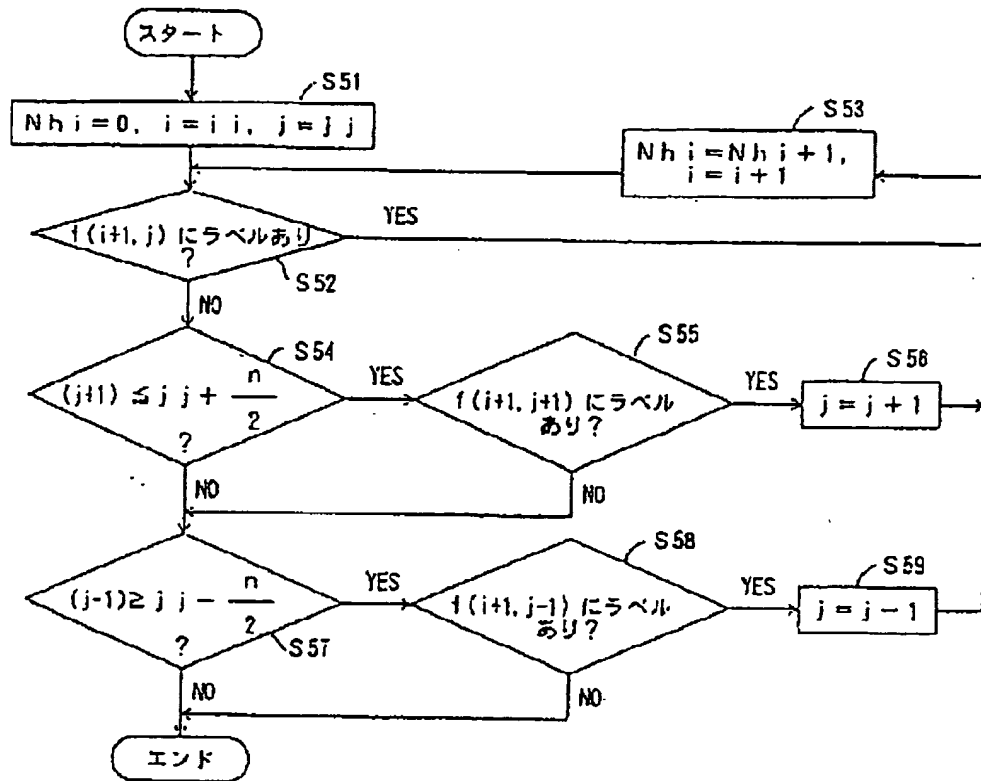 スタート
S51
Nhi=0, i=ii, j=jj
S53
Nhi=Nhi+1,
i=i+1
f(i+1,j)にラベルあり
?
YES
S52
NO
S54
(j+1)≦jj+n/2
?
YES
S55
f(i+1,j+1)にラベル
あり?
YES
S56
j=j+1
NO
NO
S57
(j-1)≥jj-n/2
?
YES
S58
f(i+1,j-1)にラベル
あり?
YES
S59
j=j-1
NO
NO
エンド